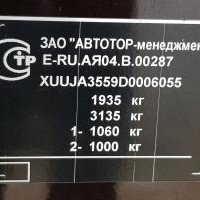 ЗАО "АВТОТОР-менеджмен
E-RU.АЯ04.B.00287
XUUJA3559D0006055
1935 кг
3135 кг
1- 1060 кг
2- 1000 кг